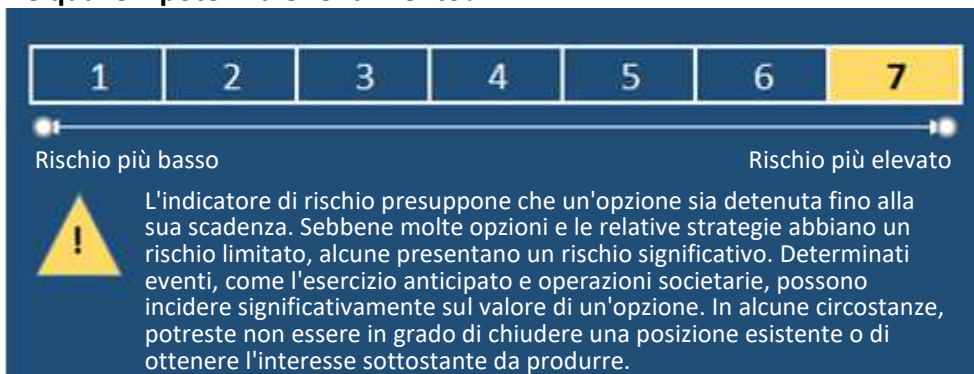 1 2 3 4 5 6 7
Rischio più basso Rischio più elevato
L'indicatore di rischio presuppone che un'opzione sia detenuta fino alla
sua scadenza. Sebbene molte opzioni e le relative strategie abbiano un
rischio limitato, alcune presentano un rischio significativo. Determinati
eventi, come l'esercizio anticipato e operazioni societarie, possono
incidere significativamente sul valore di un'opzione. In alcune circostanze,
potreste non essere in grado di chiudere una posizione esistente o di
ottenere l'interesse sottostante da produrre.